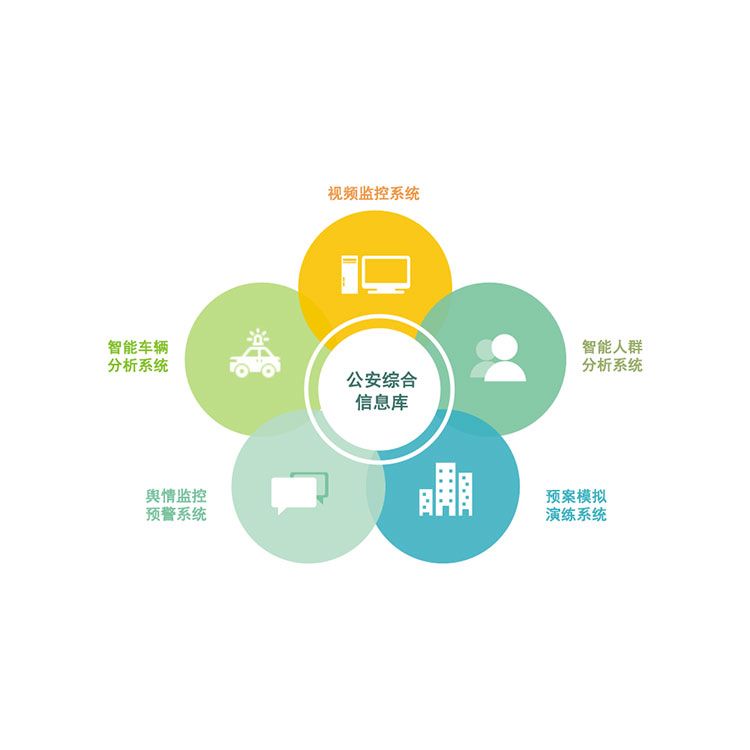 视频监控系统
智能车辆
分析系统
智能人群
分析系统
公安综合
信息库
舆情监控
预警系统
预案模拟
演练系统